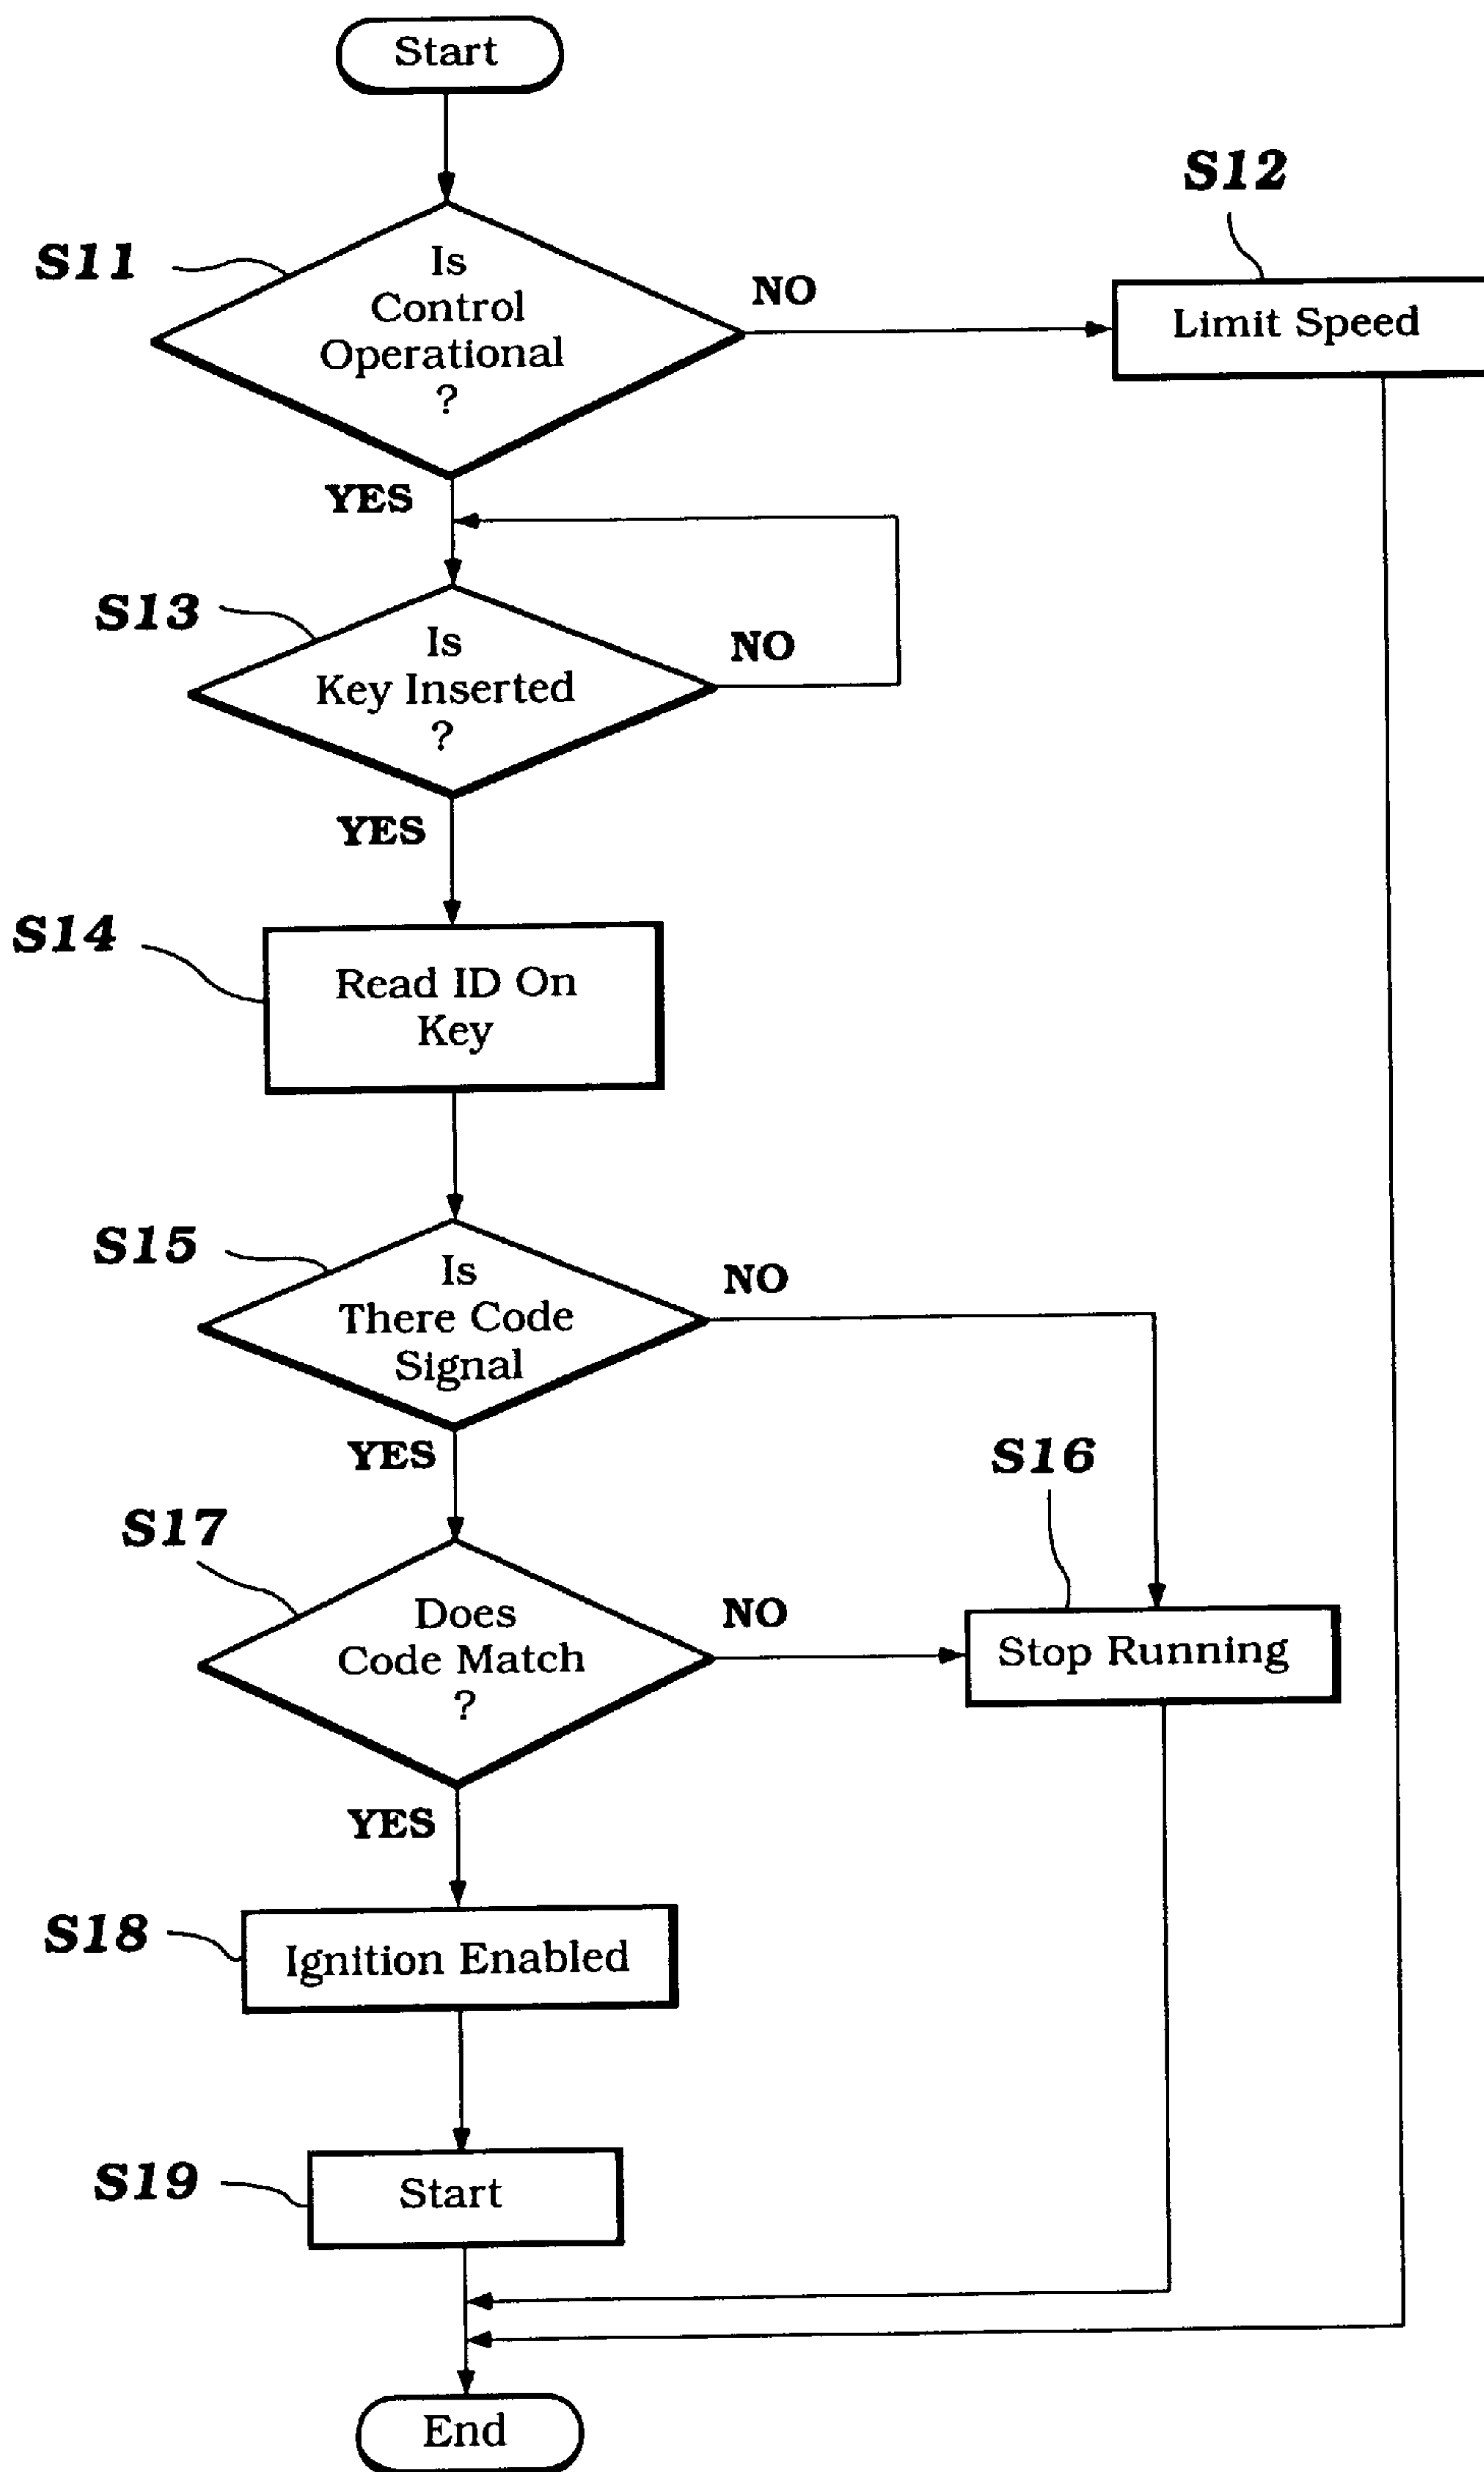 Start
S11
Is
Control
Operational
?
NO
S12
Limit Speed
YES
S13
Is
Key Inserted
?
NO
YES
S14
Read ID On
Key
S15
Is
There Code
Signal
NO
YES
S16
Stop Running
S17
Does
Code Match
?
NO
YES
S18
Ignition Enabled
S19
Start
End